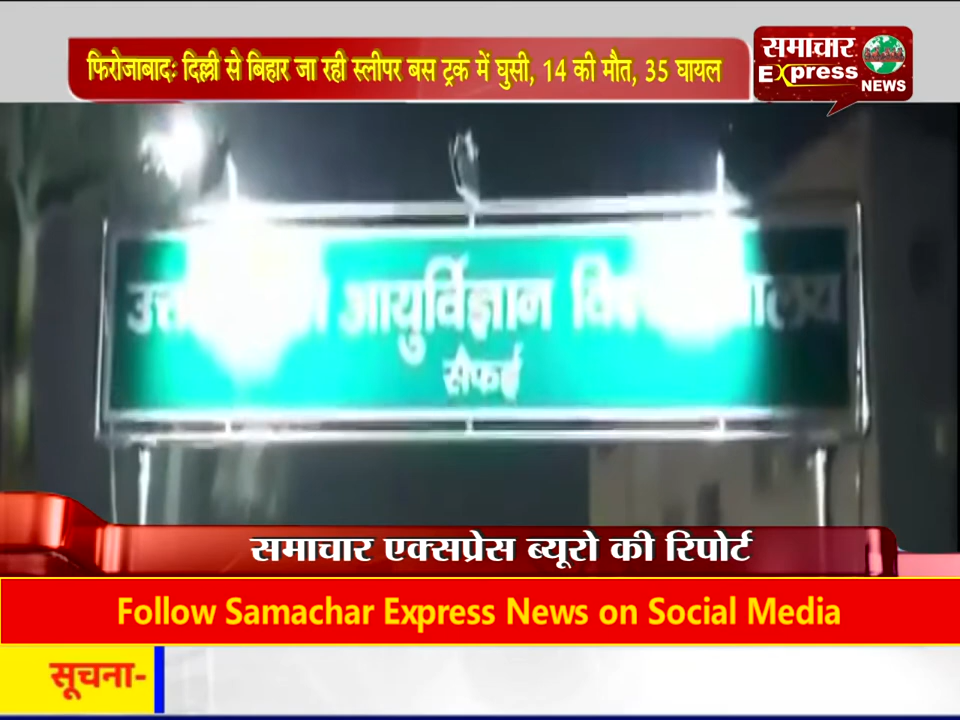 फिरोजाबादः दिल्ली से बिहार जा रही स्लीपर बस ट्रक में घुसी, 14 की मौत, 35 घायल
समाचार
Express
NEWS
आयुर्विज्ञान
सैफई
समाचार एक्सप्रेस ब्यूरो की रिपोर्ट
Follow Samachar Express News on Social Media
सूचना-